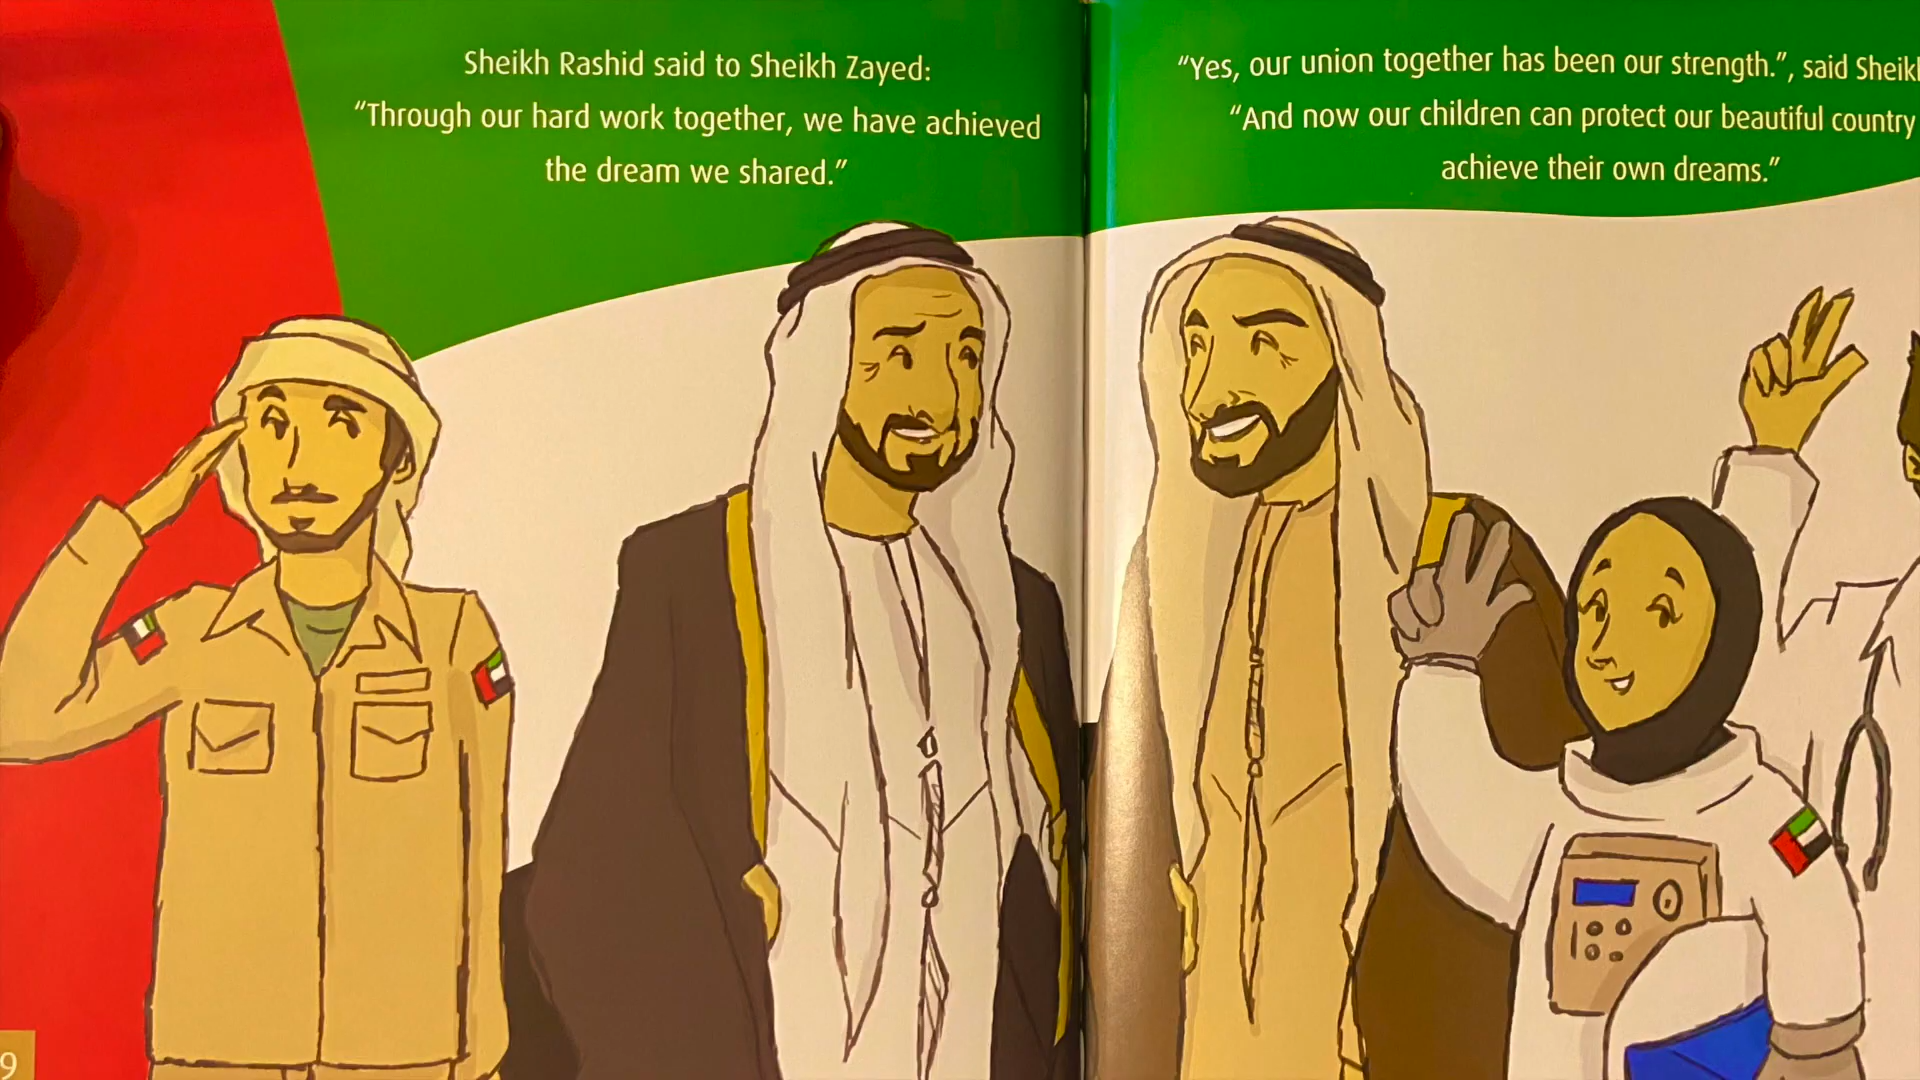 Sheikh Rashid said to Sheikh Zayed:
“Through our hard work together, we have achieved
the dream we shared.”
“Yes, our union together has been our strength.”, said Sheikh
“And now our children can protect our beautiful country
achieve their own dreams.”
9